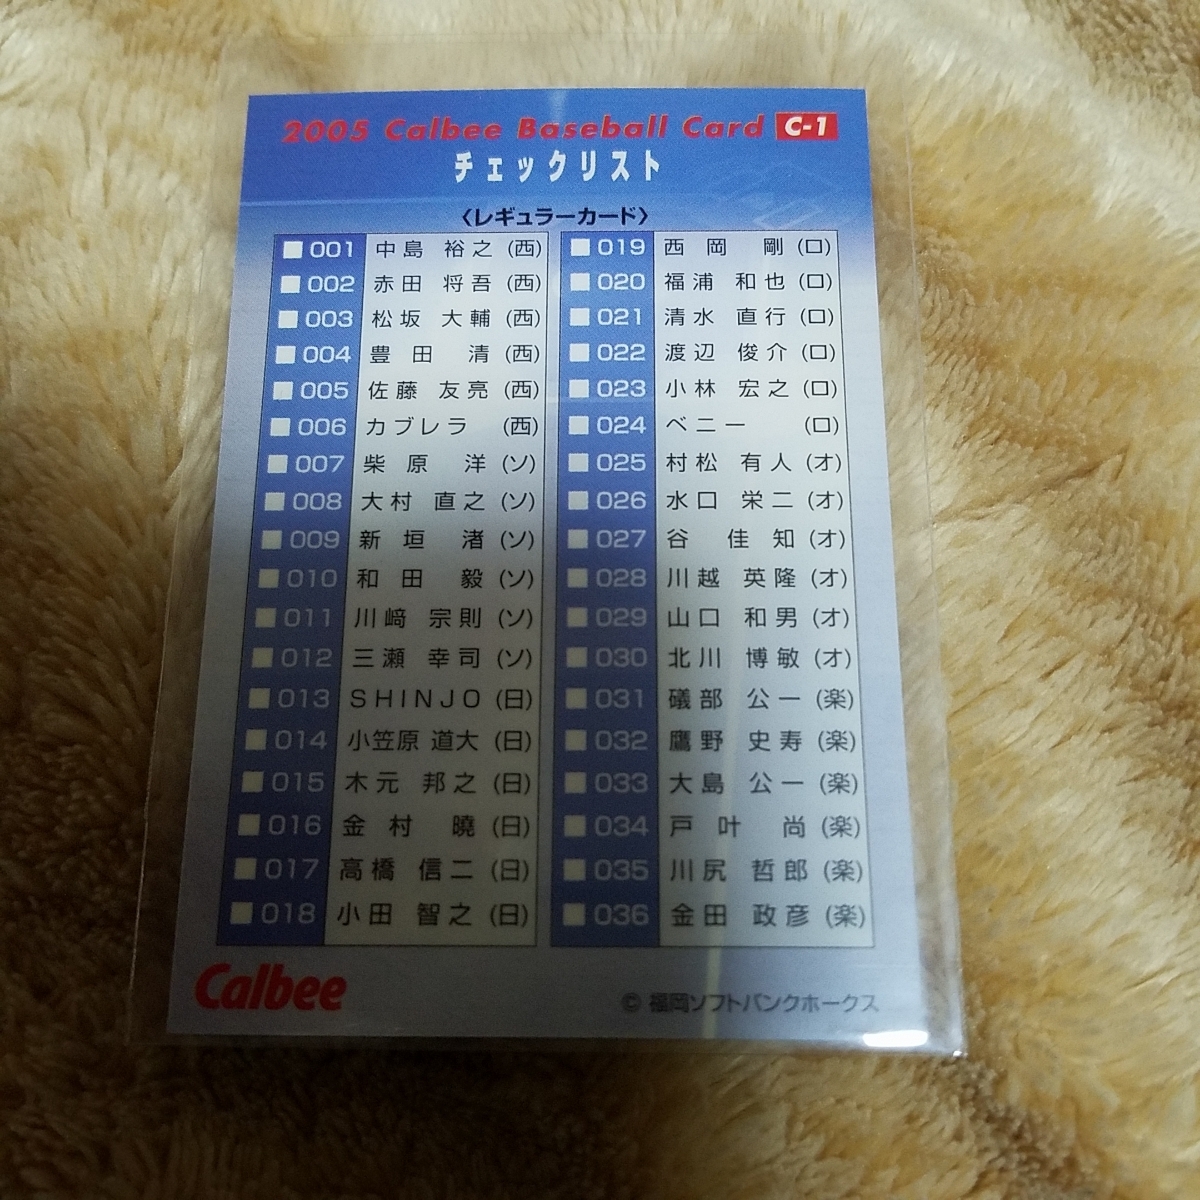 2005 Calbee Baseball Card C-1
チェックリスト
〈レギュラーカード〉
001 中島 裕之 (西)
002 赤田 将吾 (西)
003 松坂 大輔 (西)
004 豊田 清 (西)
005 佐藤 友亮 (西)
006 カブレラ (西)
007 柴原 洋 (ソ)
008 大村 直之 (ソ)
009 新垣 渚 (ソ)
010 和田 毅 (ソ)
011 川﨑 宗則 (ソ)
012 三瀬 幸司 (ソ)
013 SHINJO (日)
014 小笠原 道大 (日)
015 木元 邦之 (日)
016 金村 曉 (日)
017 高橋 信二 (日)
018 小田 智之 (日)
019 西岡 剛 (ロ)
020 福浦 和也 (ロ)
021 清水 直行 (ロ)
022 渡辺 俊介 (ロ)
023 小林 宏之 (ロ)
024 ベニー (ロ)
025 村松 有人 (オ)
026 水口 栄二 (オ)
027 谷 佳知 (オ)
028 川越 英隆 (オ)
029 山口 和男 (オ)
030 北川 博敏 (オ)
031 礒部 公一 (楽)
032 鷹野 史寿 (楽)
033 大島 公一 (楽)
034 戸叶 尚 (楽)
035 川尻 哲郎 (楽)
036 金田 政彦 (楽)
Calbee
© 福岡ソフトバンクホークス